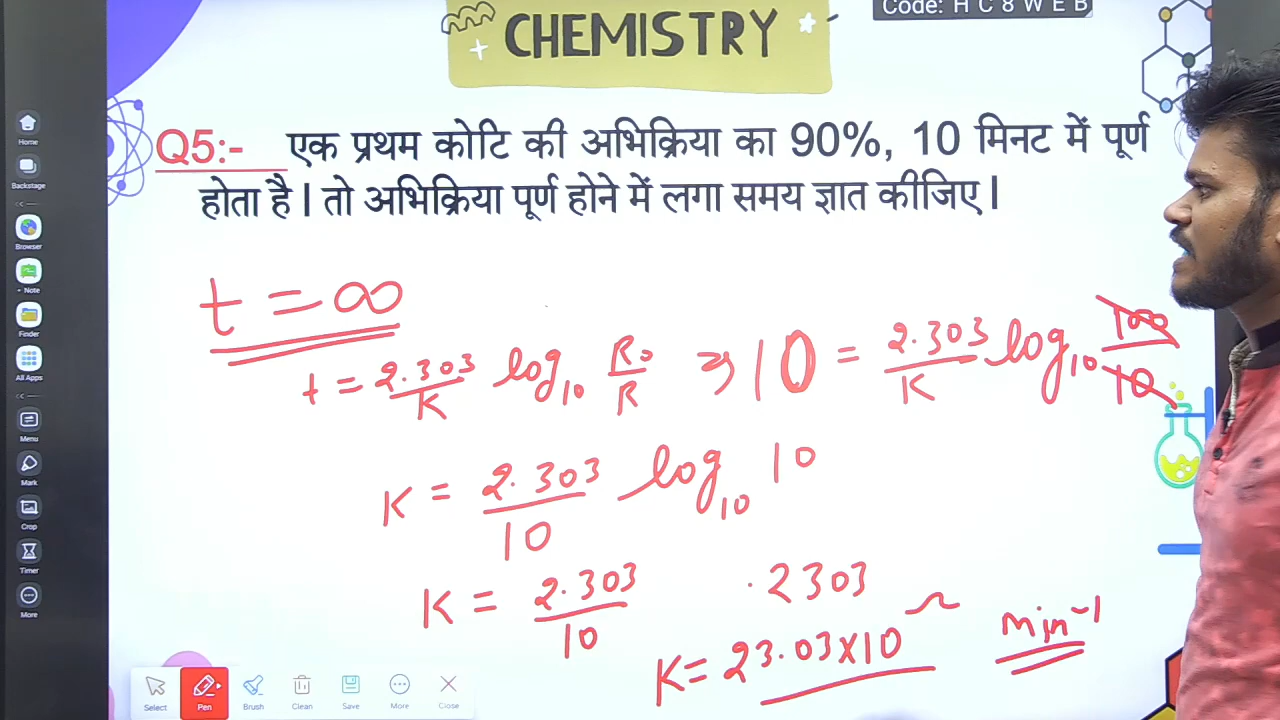 Code: H C 8 W E B
CHEMISTRY
Q5:- एक प्रथम कोटि की अभिक्रिया का 90%, 10 मिनट में पूर्ण
होता है। तो अभिक्रिया पूर्ण होने में लगा समय ज्ञात कीजिए।
t = ∞
t = 2.303/K log₁₀ R₀/R ⇒ 10 = 2.303/K log₁₀ 100/10
K = 2.303/10 log₁₀ 10
K = 2.303/10 .2303
K = 23.03×10 min⁻¹
Home
Backstage
Browser
+ Note
Finder
All Apps
Menu
Mark
Crop
Timer
More
Select Pen Brush Clean Save More Close